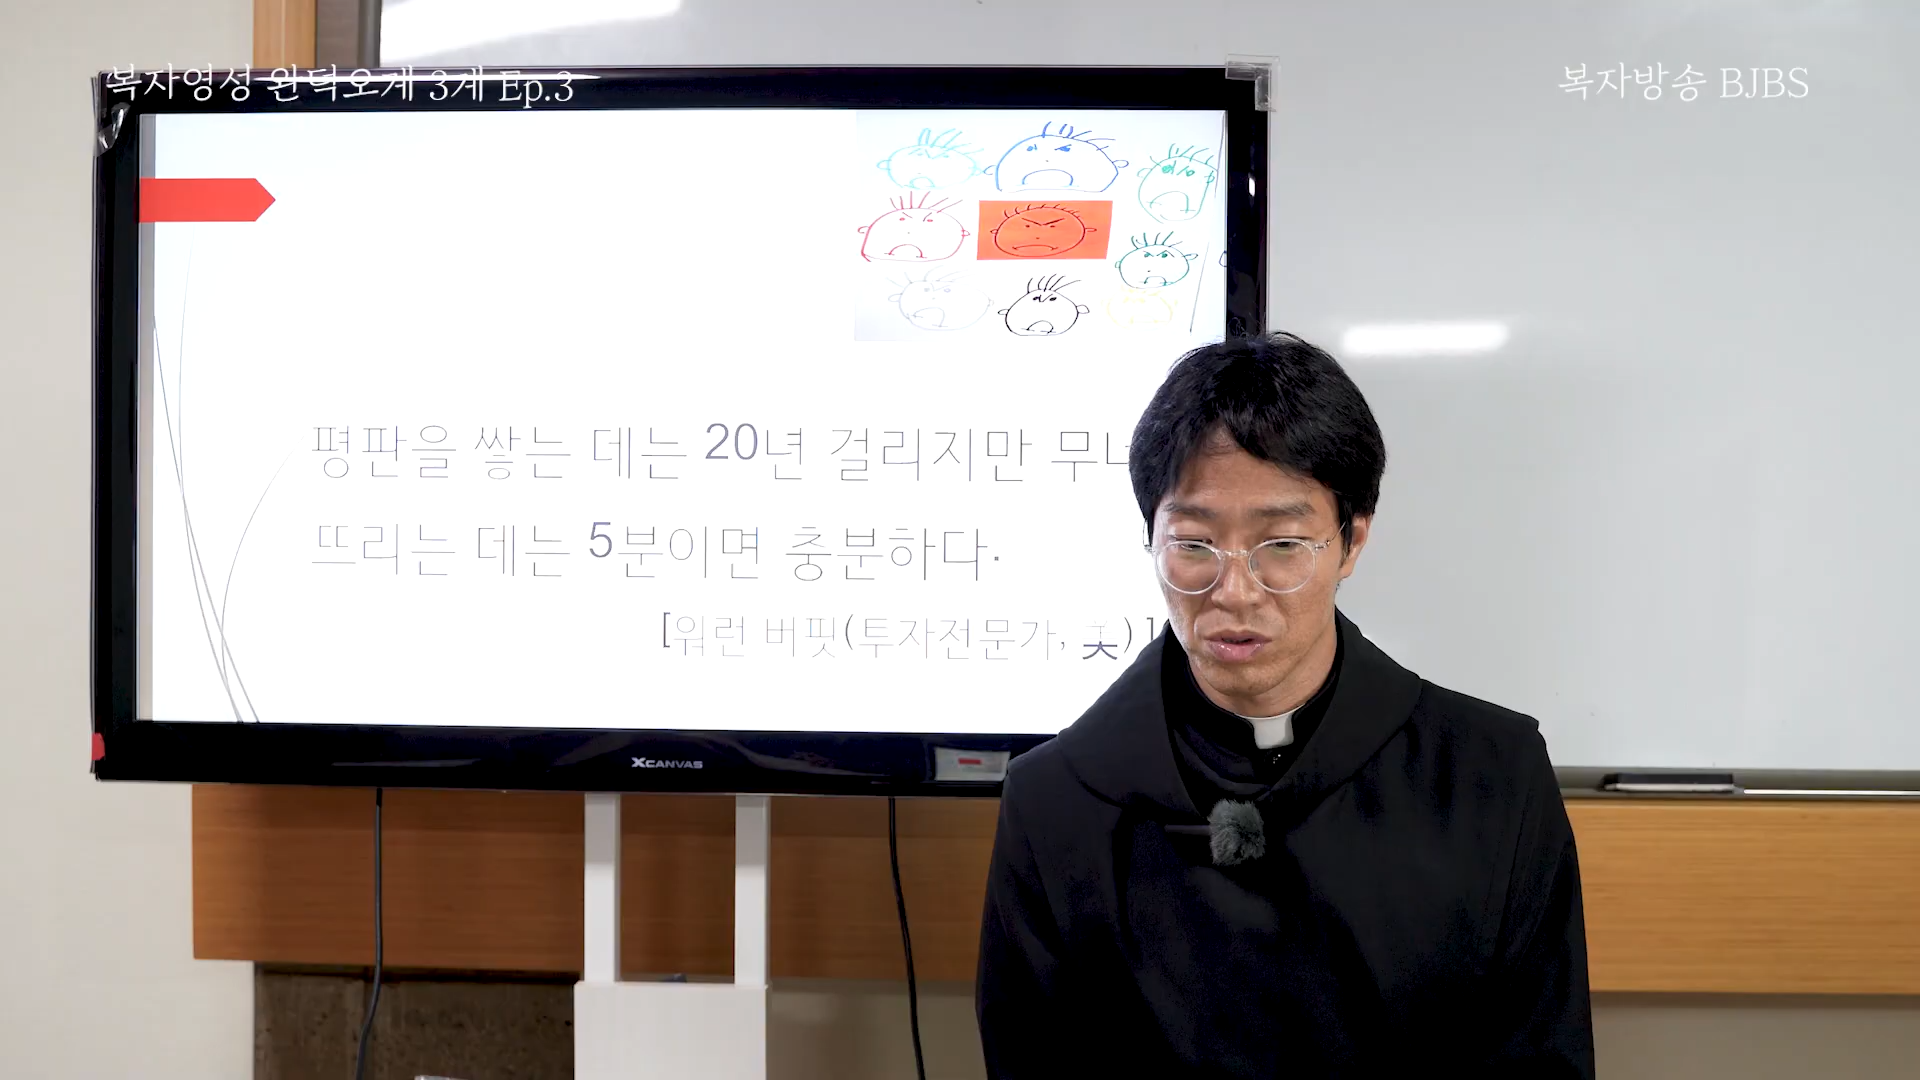 복자영성 완덕오계 3계 Ep.3
복자방송 BJBS
평판을 쌓는 데는 20년 걸리지만 무너
뜨리는 데는 5분이면 충분하다.
[워런 버핏(투자전문가, 美)]
XCANVAS